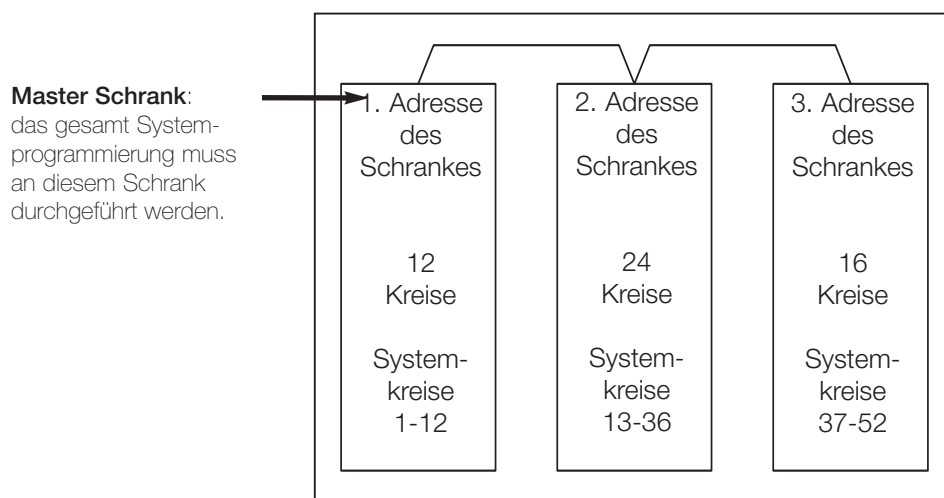 Master Schrank:
das gesamt System-
programmierung muss
an diesem Schrank
durchgeführt werden.
1. Adresse
des
Schrankes
12
Kreise
System-
kreise
1-12
2. Adresse
des
Schrankes
24
Kreise
System-
kreise
13-36
3. Adresse
des
Schrankes
16
Kreise
System-
kreise
37-52